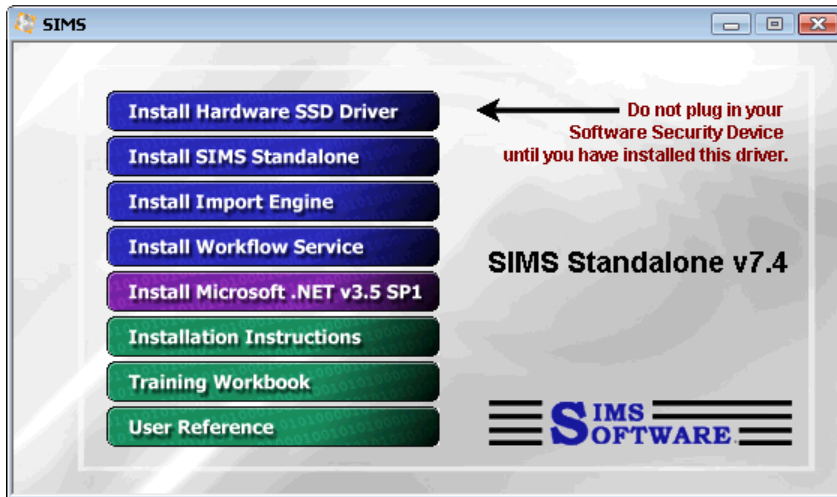 SIMS
Install Hardware SSD Driver
Do not plug in your
Software Security Device
until you have installed this driver.
Install SIMS Standalone
Install Import Engine
Install Workflow Service
SIMS Standalone v7.4
Install Microsoft .NET v3.5 SP1
Installation Instructions
Training Workbook
User Reference
SIMS
SOFTWARE